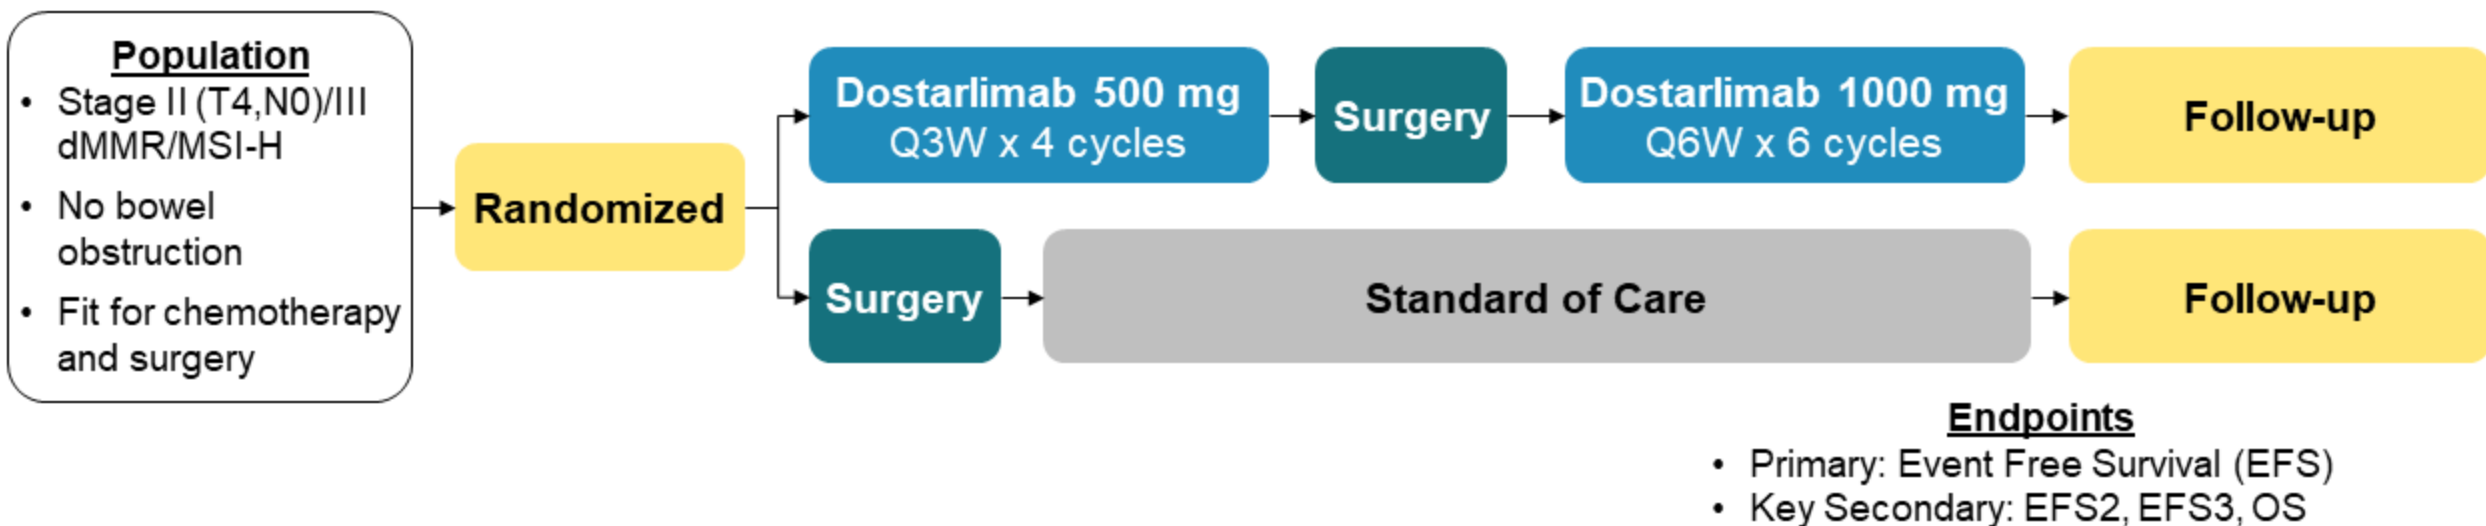 Population
• Stage II (T4,N0)/III
dMMR/MSI-H
• No bowel
obstruction
• Fit for chemotherapy
and surgery
Randomized
Dostarlimab 500 mg
Q3W x 4 cycles
Surgery
Dostarlimab 1000 mg
Q6W x 6 cycles
Follow-up
Surgery
Standard of Care
Follow-up
Endpoints
• Primary: Event Free Survival (EFS)
• Key Secondary: EFS2, EFS3, OS